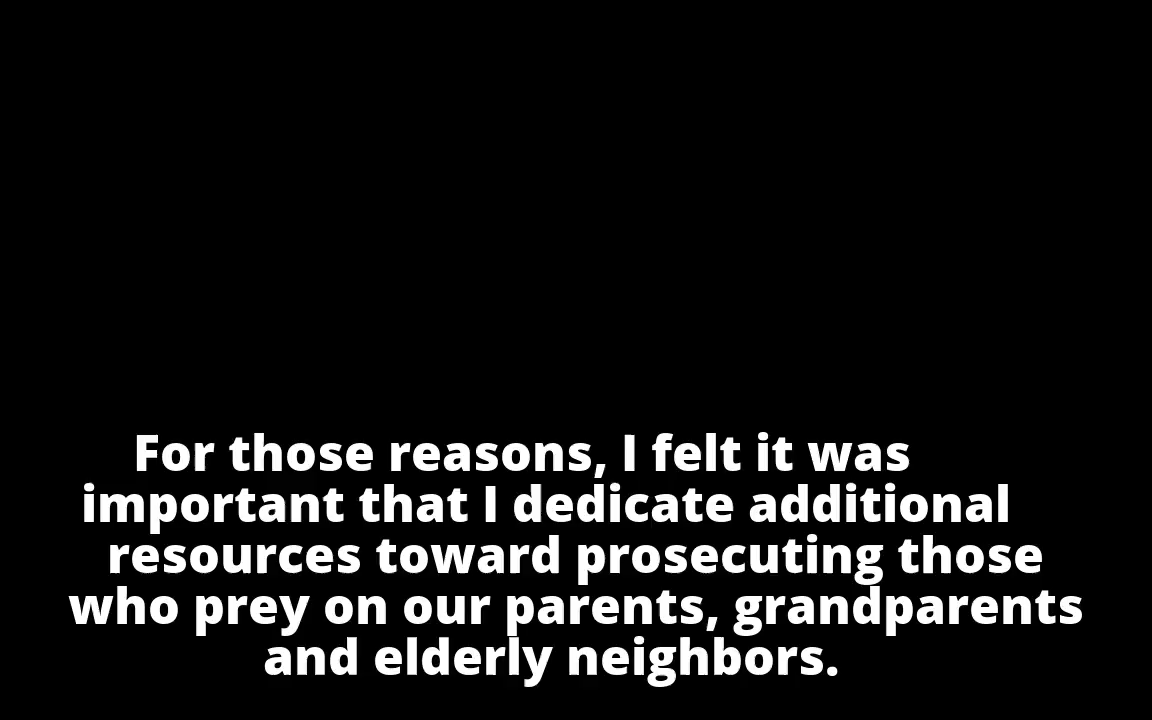 For those reasons, I felt it was
important that I dedicate additional
resources toward prosecuting those
who prey on our parents, grandparents
and elderly neighbors.